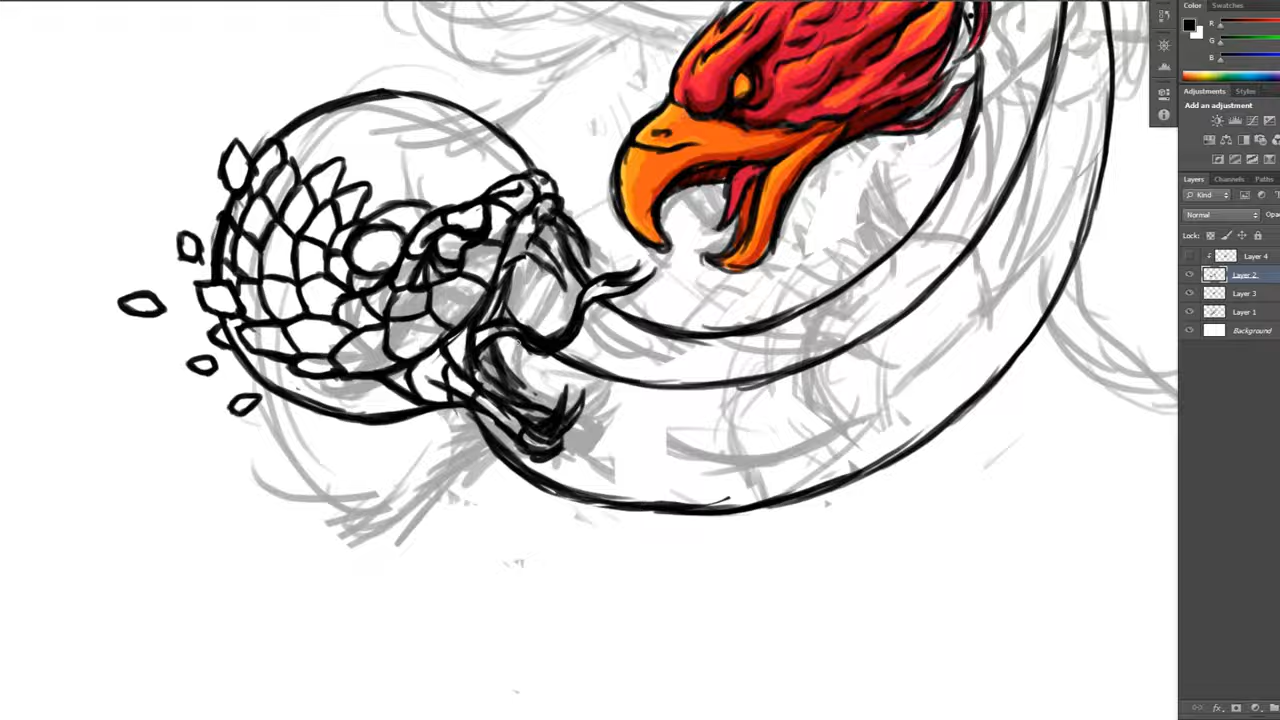 Color Swatches
R
G
B
Adjustments Styles
Add an adjustment
Layers Channels Paths
Kind
Normal
Lock:
Layer 4
Layer 2
Layer 3
Layer 1
Background
fx